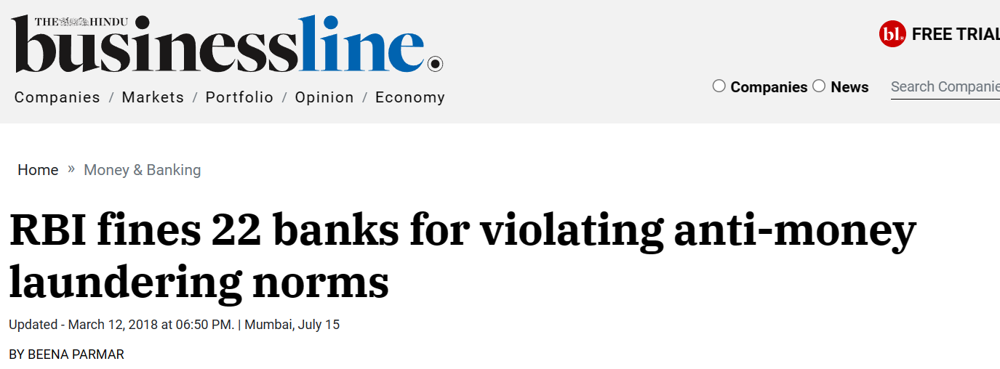 THE HINDU
businessline.
bl. FREE TRIAL
Companies / Markets / Portfolio / Opinion / Economy
Companies News Search Companie
Home » Money & Banking
RBI fines 22 banks for violating anti-money
laundering norms
Updated - March 12, 2018 at 06:50 PM. | Mumbai, July 15
BY BEENA PARMAR